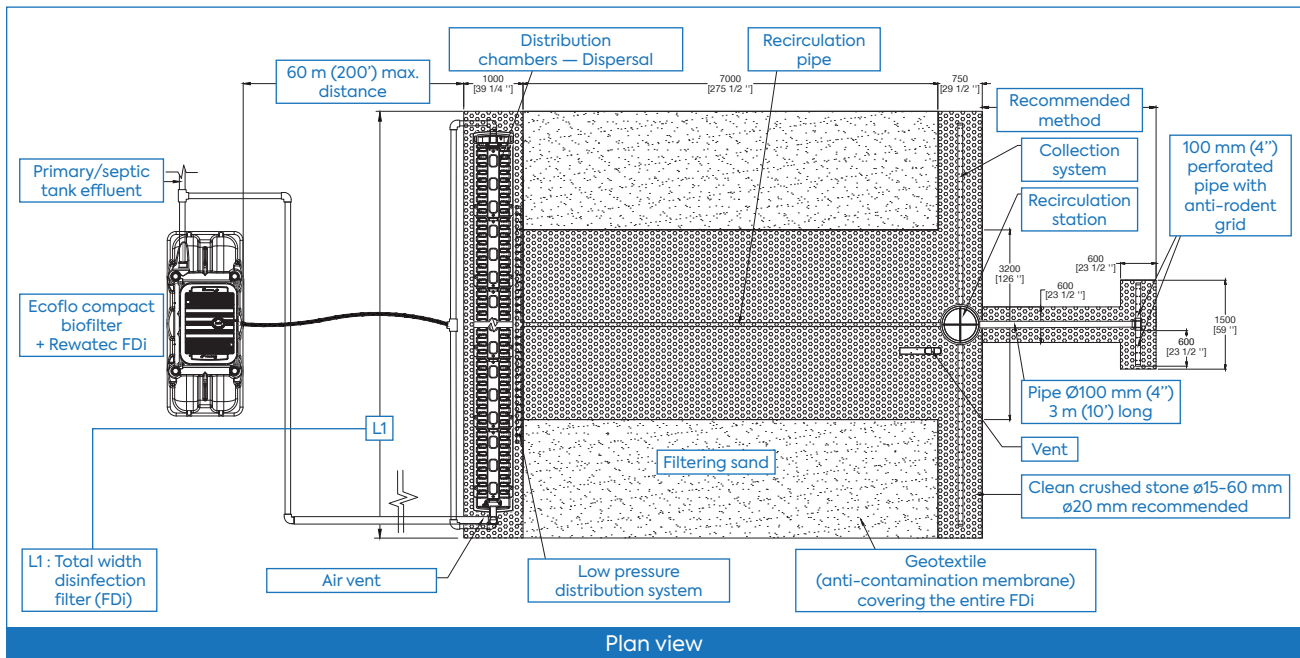 Distribution
chambers — Dispersal
Recirculation
pipe
60 m (200') max.
distance
1000
[39 1/4 '']
7000
[275 1/2 '']
750
[29 1/2 '']
Recommended
method
Primary/septic
tank effluent
Collection
system
100 mm (4”)
perforated
pipe with
anti-rodent
grid
Recirculation
station
3200
[126 '']
600
[23 1/2 '']
600
[23 1/2 '']
1500
[59 '']
600
[23 1/2 '']
Ecoflo compact
biofilter
+ Rewatec FDi
Pipe Ø100 mm (4”)
3 m (10’) long
L1
Vent
Filtering sand
Clean crushed stone ø15-60 mm
ø20 mm recommended
L1 : Total width
disinfection
filter (FDi)
Air vent
Low pressure
distribution system
Geotextile
(anti-contamination membrane)
covering the entire FDi
Plan view